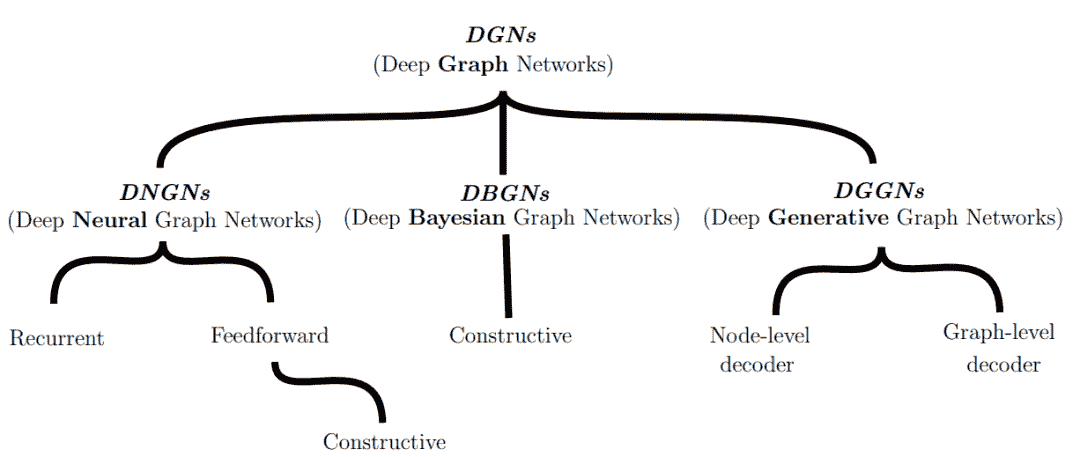 DGNs
(Deep Graph Networks)
DNGNs
(Deep Neural Graph Networks)
DBGNs
(Deep Bayesian Graph Networks)
DGGNs
(Deep Generative Graph Networks)
Recurrent
Feedforward
Constructive
Constructive
Node-level
decoder
Graph-level
decoder